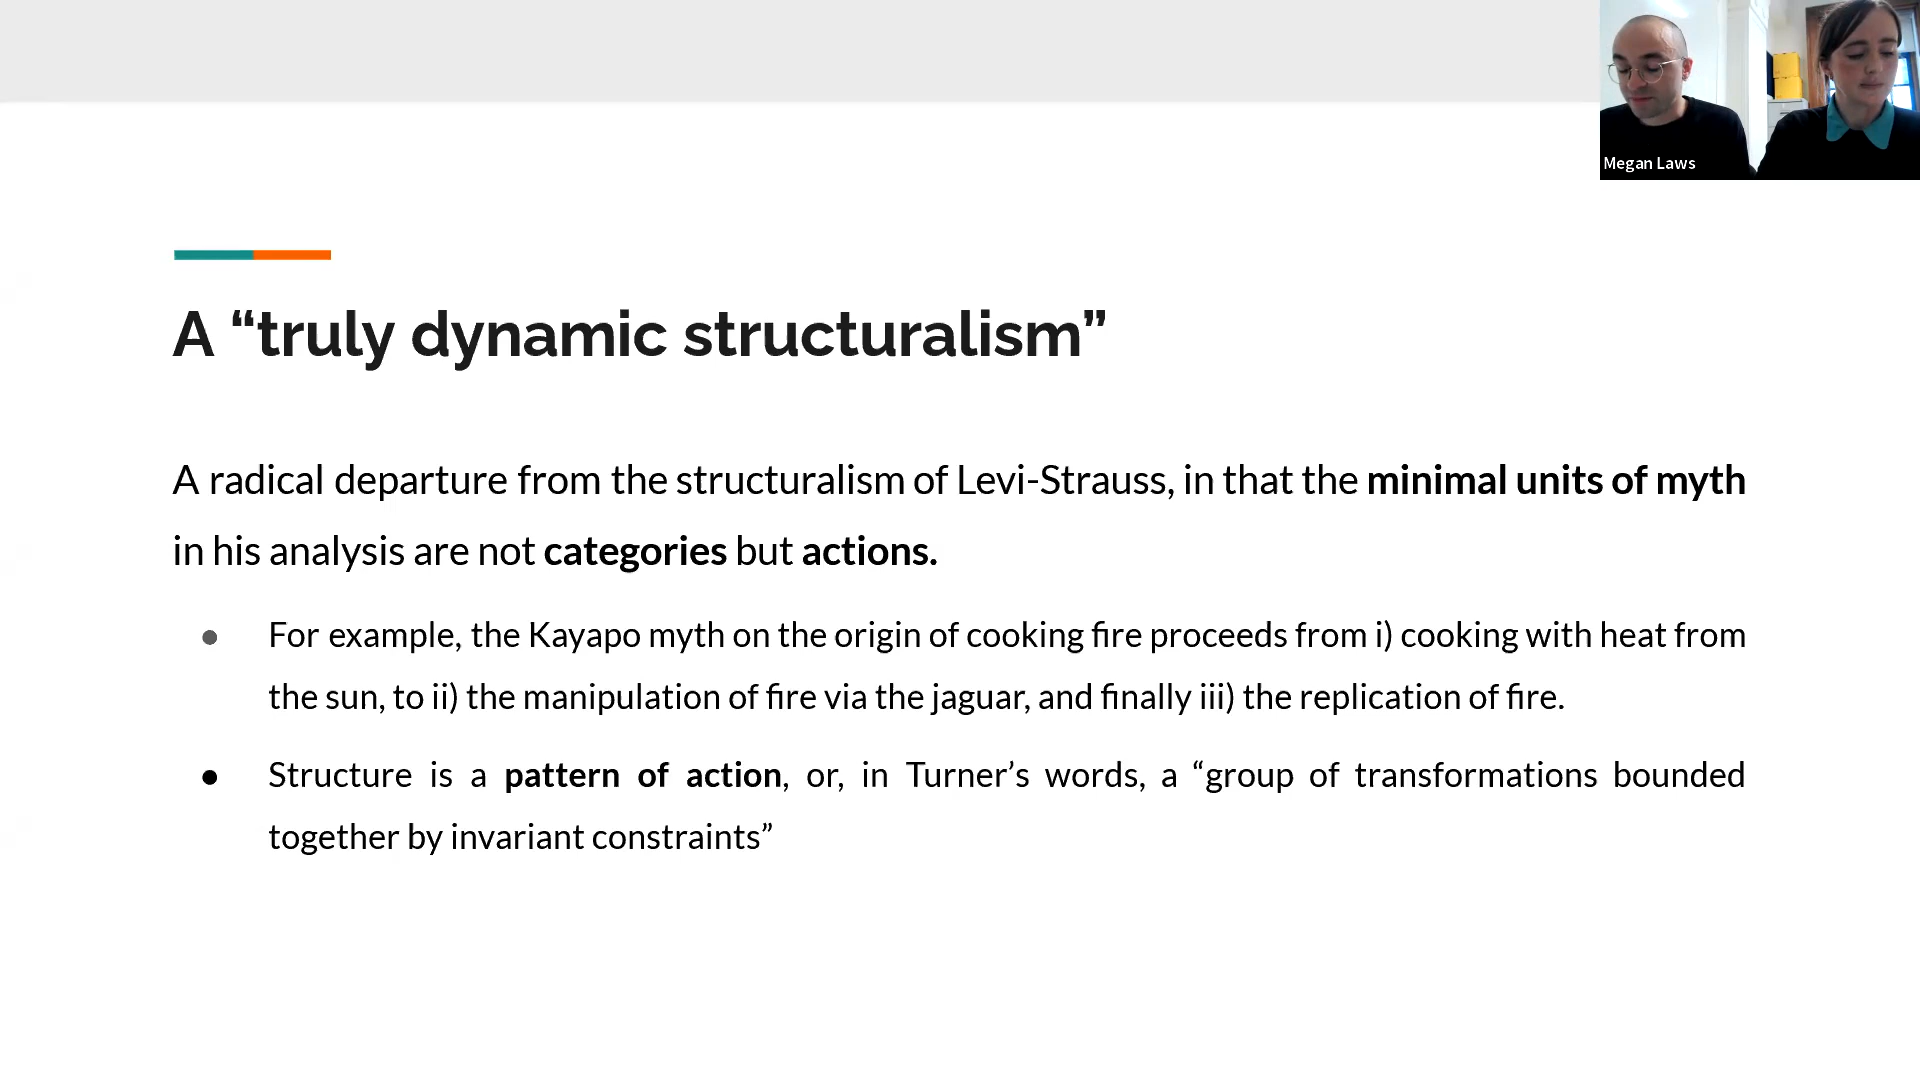 Megan Laws
A “truly dynamic structuralism”
A radical departure from the structuralism of Levi-Strauss, in that the minimal units of myth
in his analysis are not categories but actions.
● For example, the Kayapo myth on the origin of cooking fire proceeds from i) cooking with heat from
the sun, to ii) the manipulation of fire via the jaguar, and finally iii) the replication of fire.
● Structure is a pattern of action, or, in Turner’s words, a “group of transformations bounded
together by invariant constraints”